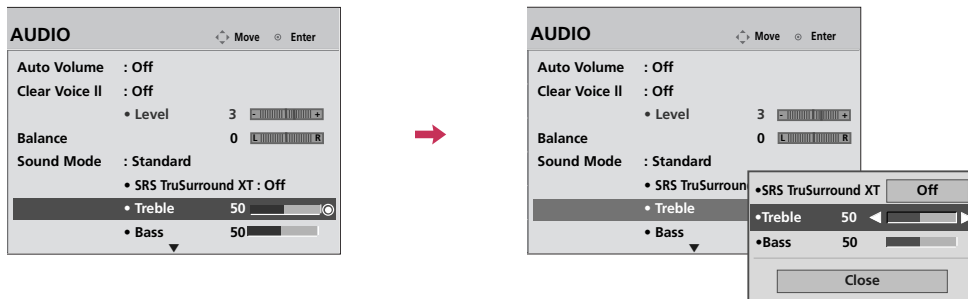 AUDIO
Move Enter
Auto Volume : Off
Clear Voice ll : Off
• Level 3 - +
Balance 0 L R
Sound Mode : Standard
• SRS TruSurround XT : Off
• Treble 50
• Bass 50
AUDIO
Move Enter
Auto Volume : Off
Clear Voice ll : Off
• Level 3 - +
Balance 0 L R
Sound Mode : Standard
• SRS TruSurroun
• Treble
• Bass
•SRS TruSurround XT Off
•Treble 50
•Bass 50
Close